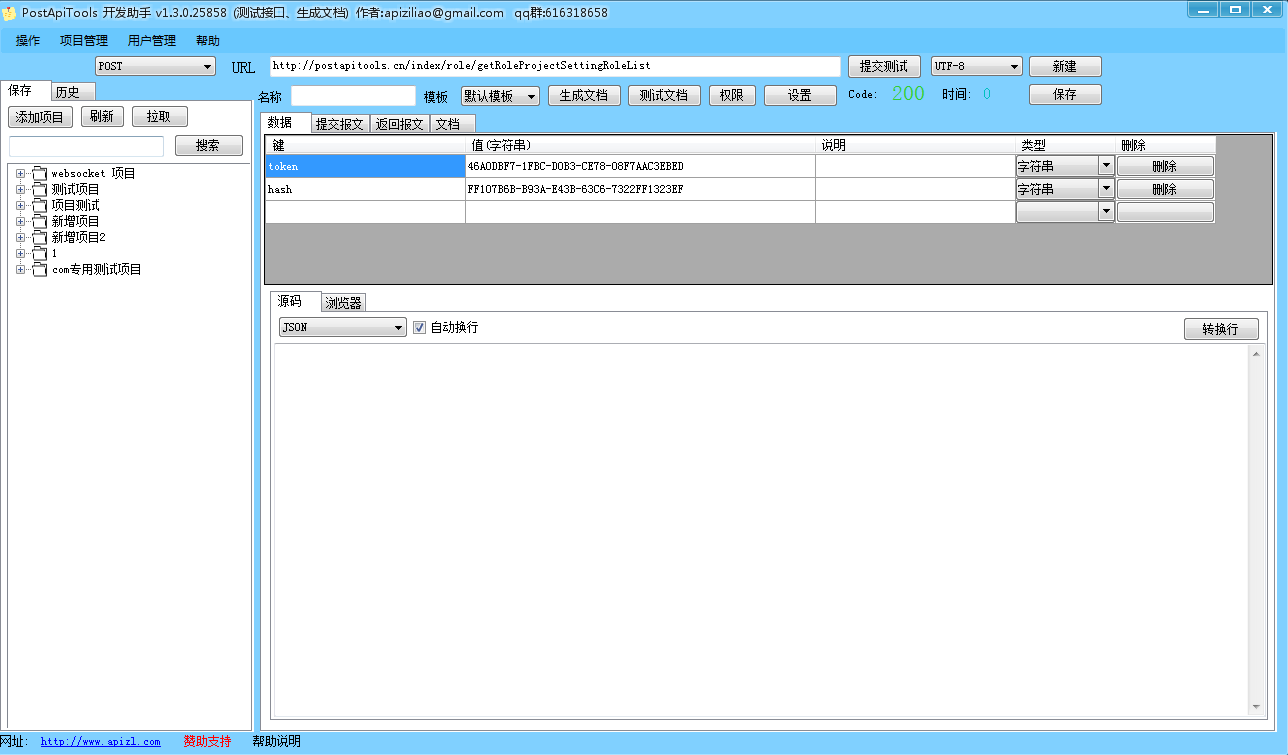 PostApiTools 开发助手 v1.3.0.25858 (测试接口、生成文档) 作者:apiziliao@gmail.com qq群:616318658
操作 项目管理 用户管理 帮助
POST URL http://postapitools.cn/index/role/getRoleProjectSettingRoleList 提交测试 UTF-8 新建
保存 历史
名称 模板 默认模板 生成文档 测试文档 权限 设置 Code: 200 时间: 0 保存
添加项目 刷新 拉取
搜索
websocket 项目
测试项目
项目测试
新增项目
新增项目2
1
com专用测试项目
数据 提交报文 返回报文 文档
键 值(字符串) 说明 类型 删除
token 46A0DBF7-1FBC-D0B3-CE78-08F7AAC3EBED 字符串 删除
hash FF107B6B-B93A-E43B-63C6-7322FF1323EF 字符串 删除
源码 浏览器
JSON 自动换行 转换行
网址: http://www.apizl.com 赞助支持 帮助说明